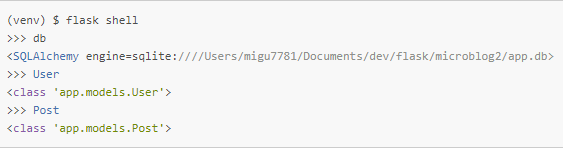 (venv) $ flask shell
>>> db
<SQLAlchemy engine=sqlite:////Users/migu7781/Documents/dev/flask/microblog2/app.db>
>>> User
<class 'app.models.User'>
>>> Post
<class 'app.models.Post'>